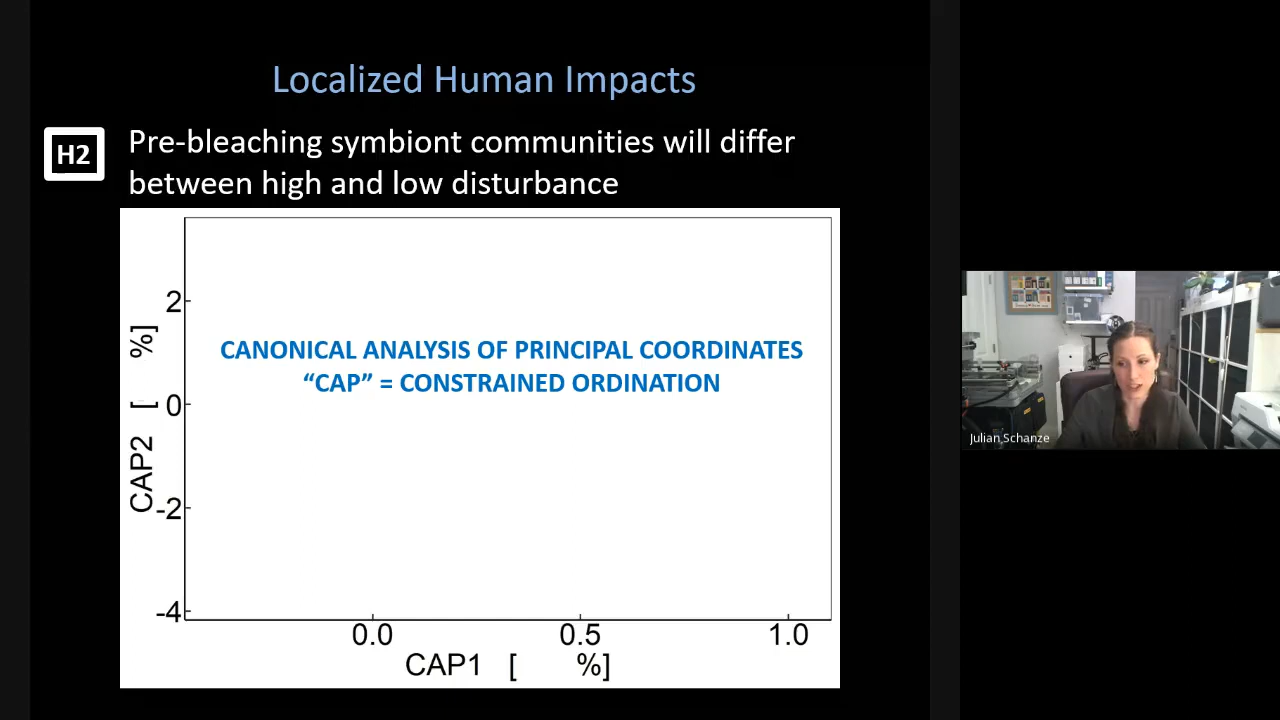 Localized Human Impacts
H2
Pre-bleaching symbiont communities will differ
between high and low disturbance
CANONICAL ANALYSIS OF PRINCIPAL COORDINATES
“CAP” = CONSTRAINED ORDINATION
CAP2 [ %]
2
0
-2
-4
0.0 0.5 1.0
CAP1 [ %]
Julian Schanze